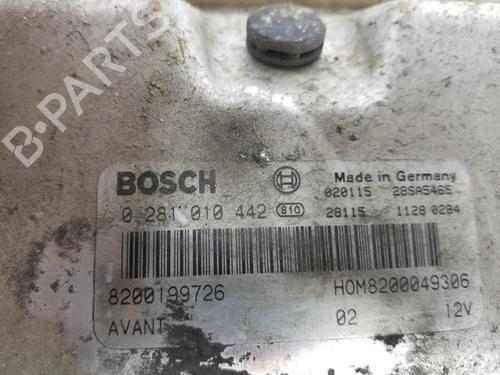 B-PARTS
BOSCH
Made in Germany
020115 28SA5465
0 281 010 442 810 28115 1128 0284
8200199726 HOM8200049306
AVANT 02 12V